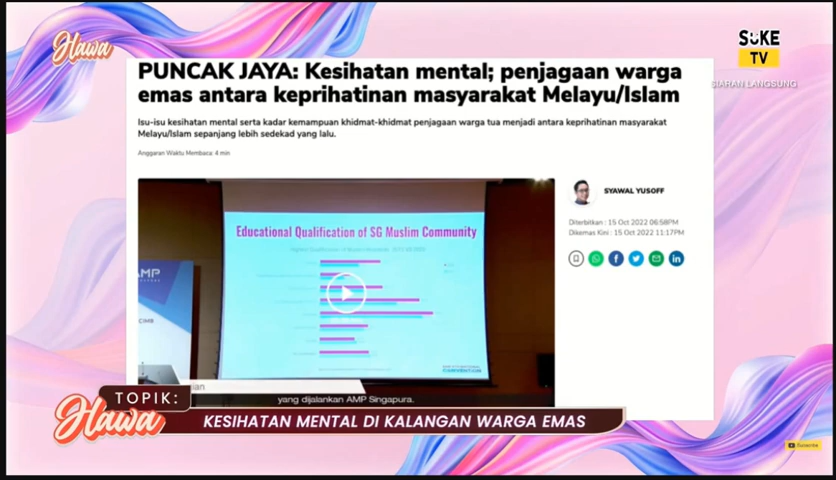 Hawa
SUKE
TV
SIARAN LANGSUNG
PUNCAK JAYA: Kesihatan mental; penjagaan warga
emas antara keprihatinan masyarakat Melayu/Islam
Isu-isu kesihatan mental serta kadar kemampuan khidmat-khidmat penjagaan warga tua menjadi antara keprihatinan masyarakat
Melayu/Islam sepanjang lebih sedekad yang lalu.
Anggaran Waktu Membaca: 4 min
SYAWAL YUSOFF
Diterbitkan : 15 Oct 2022 06:58PM
Dikemas Kini : 15 Oct 2022 11:17PM
Educational Qualification of SG Muslim Community
AMP
CIMB
yang dijalankan AMP Singapura.
TOPIK:
Hawa
KESIHATAN MENTAL DI KALANGAN WARGA EMAS
Subscribe